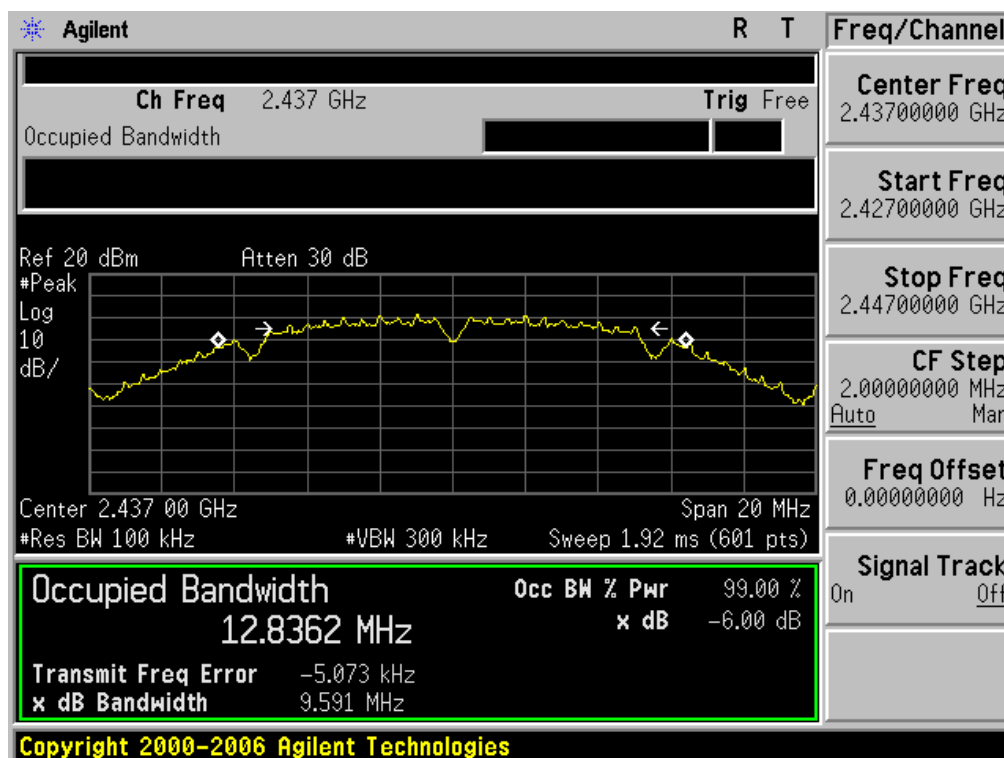 Agilent R T Freq/Channel
Ch Freq 2.437 GHz Trig Free
Occupied Bandwidth
Center Freq
2.43700000 GHz
Start Freq
2.42700000 GHz
Stop Freq
2.44700000 GHz
CF Step
2.00000000 MHz
Auto Man
Freq Offset
0.00000000 Hz
Signal Track
On Off
Ref 20 dBm Atten 30 dB
#Peak
Log
10
dB/
Center 2.437 00 GHz Span 20 MHz
#Res BW 100 kHz #VBW 300 kHz Sweep 1.92 ms (601 pts)
Occupied Bandwidth
12.8362 MHz
Occ BW % Pwr 99.00 %
x dB -6.00 dB
Transmit Freq Error -5.073 kHz
x dB Bandwidth 9.591 MHz
Copyright 2000-2006 Agilent Technologies